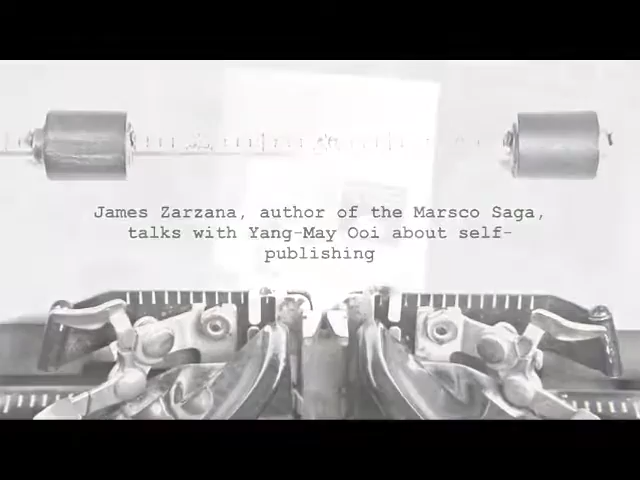 James Zarzana, author of the Marsco Saga,
talks with Yang-May Ooi about self-
publishing